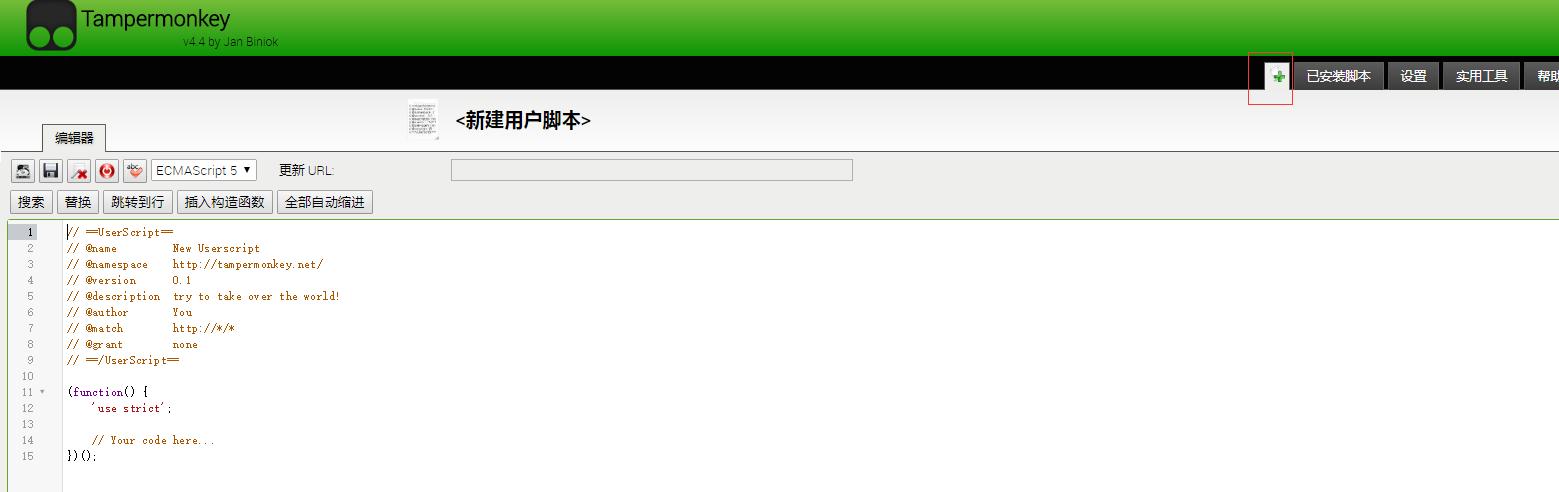 Tampermonkey
v4.4 by Jan Biniok
已安装脚本 设置 实用工具 帮助
<新建用户脚本>
编辑器
ECMAScript 5 更新 URL:
搜索 替换 跳转到行 插入构造函数 全部自动缩进
1 // ==UserScript==
2 // @name New Userscript
3 // @namespace http://tampermonkey.net/
4 // @version 0.1
5 // @description try to take over the world!
6 // @author You
7 // @match http://*/*
8 // @grant none
9 // ==/UserScript==
10
11 (function() {
12 'use strict';
13
14 // Your code here...
15 })();